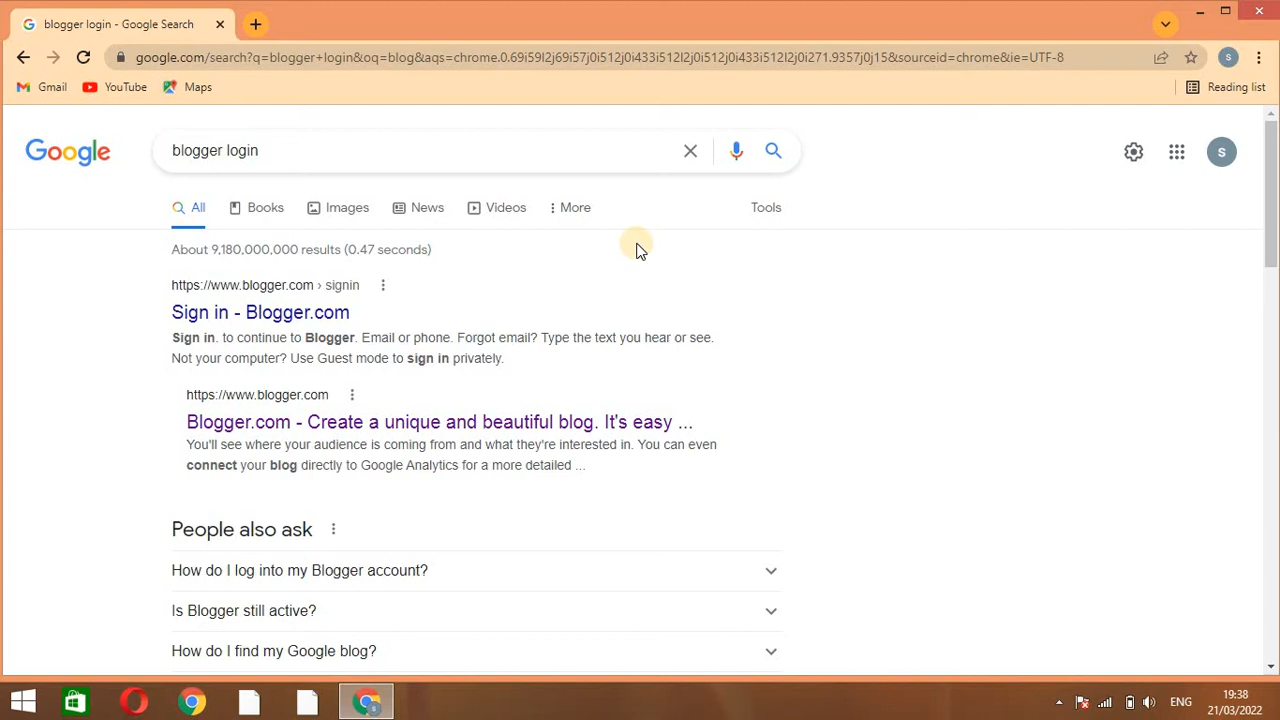 blogger login - Google Search
google.com/search?q=blogger+login&oq=blog&aqs=chrome.0.69i59l2j69i57j0i512j0i433i512l2j0i512j0i433i512j0i512l2j0i271.9357j0j15&sourceid=chrome&ie=UTF-8
S
Gmail
YouTube
Maps
Reading list
Google
blogger login
S
All
Books
Images
News
Videos
More
Tools
About 9,180,000,000 results (0.47 seconds)
https://www.blogger.com › signin
Sign in - Blogger.com
Sign in. to continue to Blogger. Email or phone. Forgot email? Type the text you hear or see.
Not your computer? Use Guest mode to sign in privately.
https://www.blogger.com
Blogger.com - Create a unique and beautiful blog. It's easy ...
You'll see where your audience is coming from and what they're interested in. You can even
connect your blog directly to Google Analytics for a more detailed ...
People also ask
How do I log into my Blogger account?
Is Blogger still active?
How do I find my Google blog?
ENG
19:38
21/03/2022